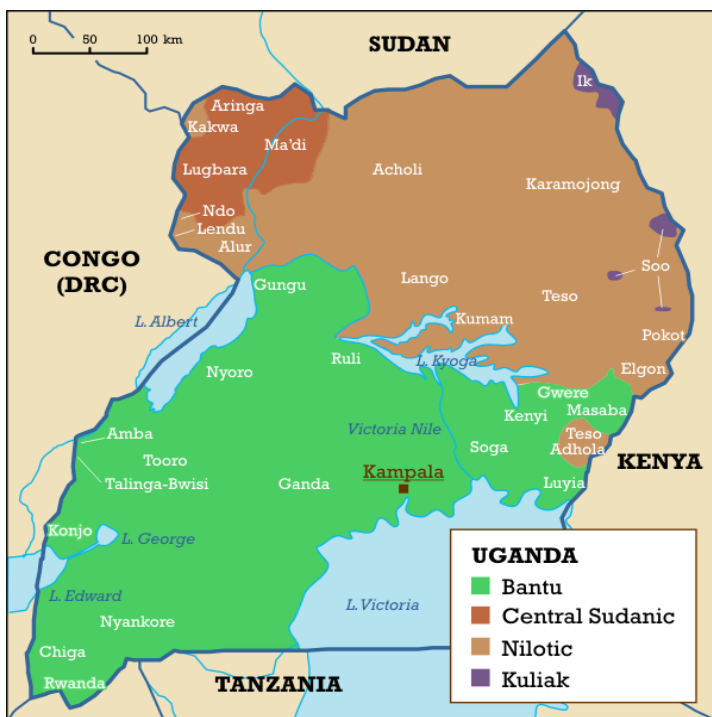 0 50 100 km
SUDAN
Ik
Aringa
Kakwa
Ma'di
Lugbara
Acholi
Karamojong
Ndo
Lendu
Alur
CONGO
(DRC)
Soo
Gungu
Lango
Teso
L. Albert
Kumam
Pokot
Ruli
L. Kyoga
Nyoro
Elgon
Gwere
Kenyi
Masaba
Amba
Victoria Nile
Teso
Adhola
Tooro
Soga
KENYA
Talinga-Bwisi
Ganda
Kampala
Luyia
Konjo
L. George
L. Edward
L. Victoria
Nyankore
Chiga
Rwanda
TANZANIA
UGANDA
Bantu
Central Sudanic
Nilotic
Kuliak